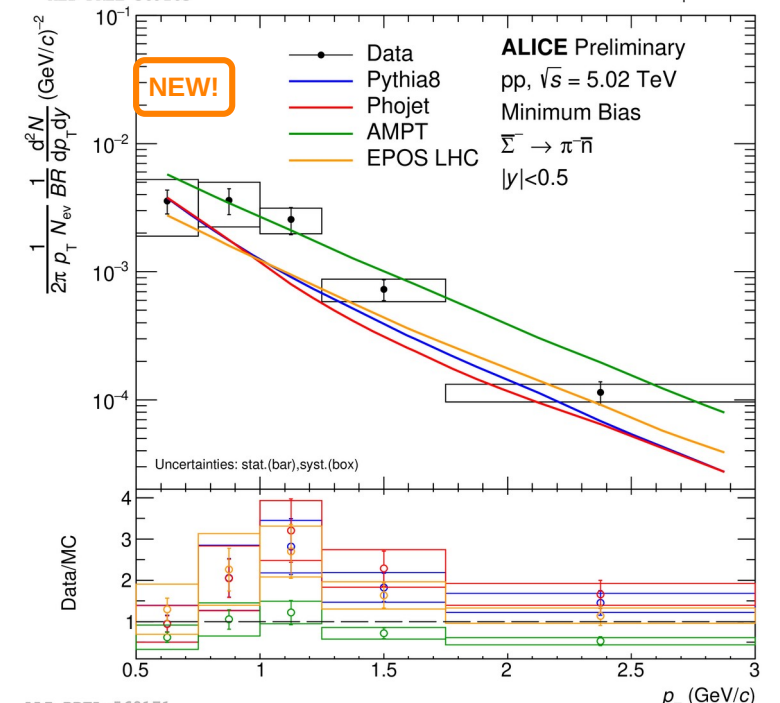 10⁻¹
NEW!
Data
Pythia8
Phojet
AMPT
EPOS LHC
ALICE Preliminary
pp, √s = 5.02 TeV
Minimum Bias
Σ̅⁻ → π⁻n̅
|y|<0.5
1/(2π p_T) 1/N_ev 1/BR d²N/(dp_T dy) (GeV/c)⁻²
10⁻²
10⁻³
10⁻⁴
Uncertainties: stat.(bar),syst.(box)
Data/MC
4
3
2
1
0.5 1 1.5 2 2.5 3
(GeV/c)